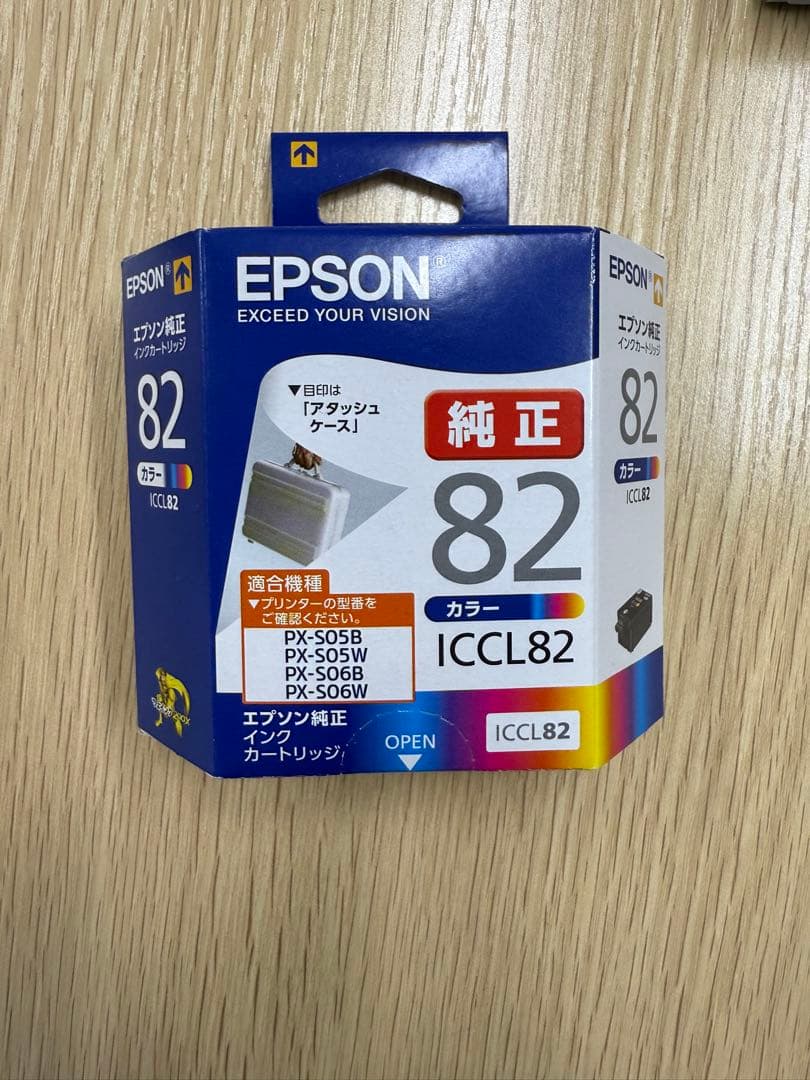 EPSON®
EXCEED YOUR VISION
▼目印は
「アタッシュ
ケース」
純正
82
カラー
ICCL82
適合機種
▼プリンターの型番を
ご確認ください。
PX-S05B
PX-S05W
PX-S06B
PX-S06W
エプソン純正
インク
カートリッジ
OPEN
ICCL82
EPSON®
エプソン純正
インクカートリッジ
82
カラー
ICCL82
EPSON®
エプソン純正
インクカートリッジ
82
カラー
ICCL82